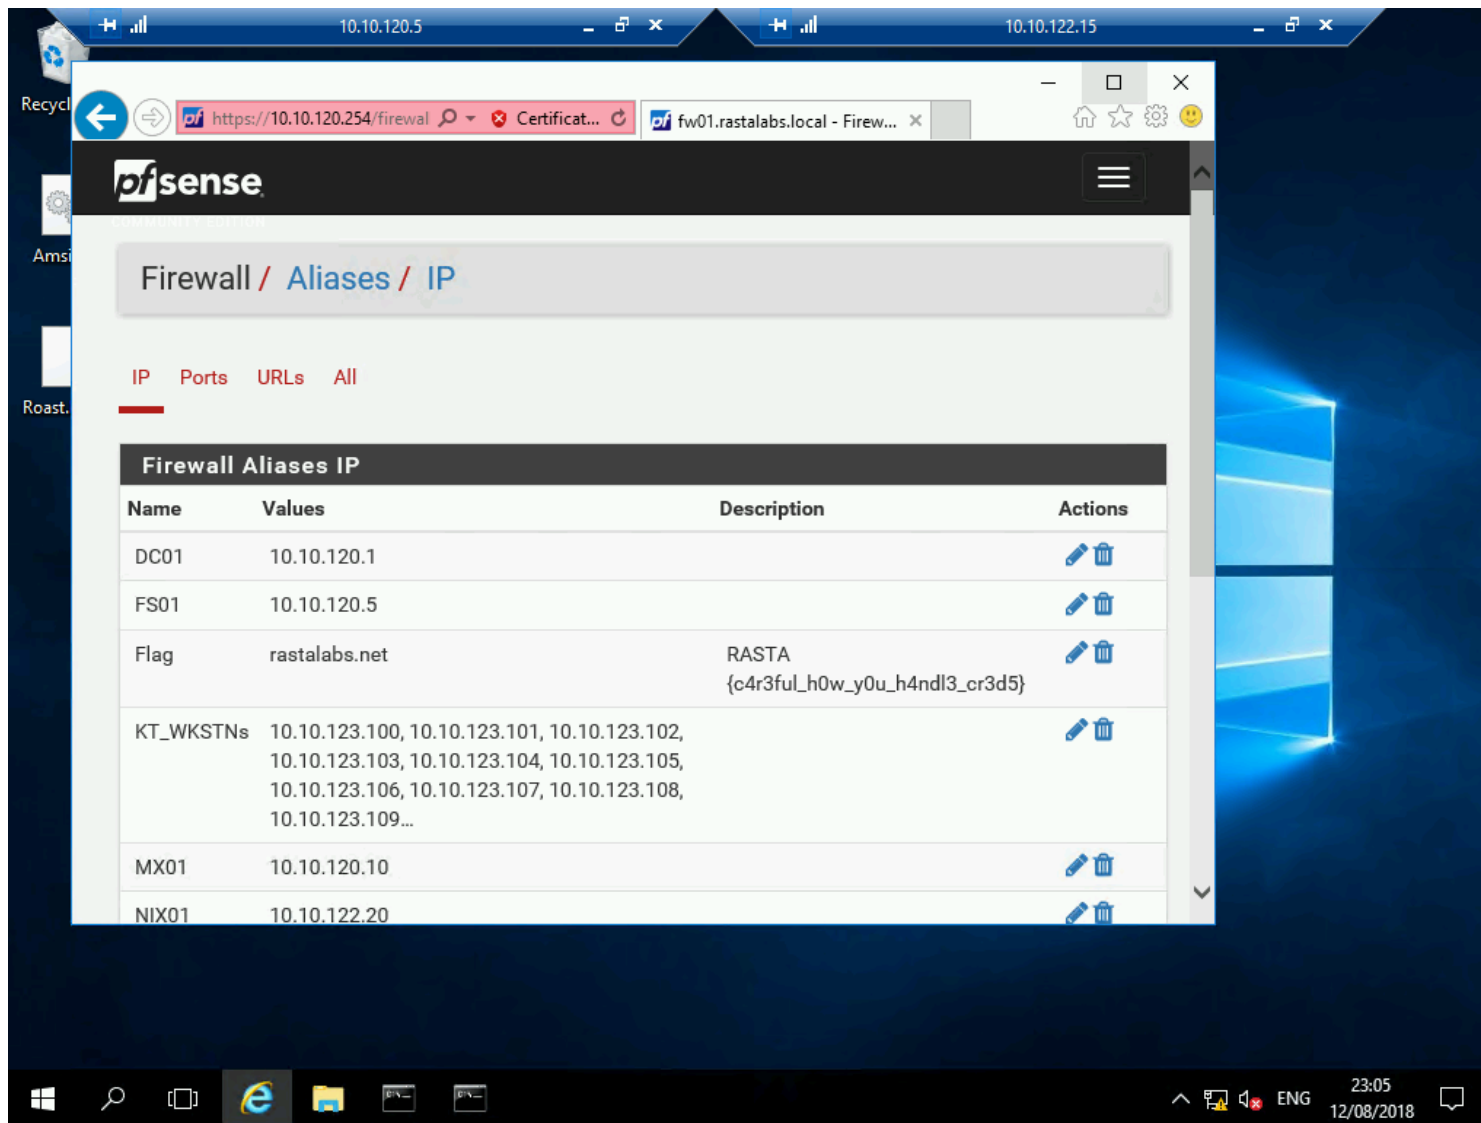 10.10.120.5
10.10.122.15
Recycl
https://10.10.120.254/firewal
Certificat...
fw01.rastalabs.local - Firew...
pfsense
COMMUNITY EDITION
Amsi
Firewall / Aliases / IP
IP Ports URLs All
Roast.
Firewall Aliases IP
Name Values Description Actions
DC01 10.10.120.1
FS01 10.10.120.5
Flag rastalabs.net RASTA
{c4r3ful_h0w_y0u_h4ndl3_cr3d5}
KT_WKSTNs 10.10.123.100, 10.10.123.101, 10.10.123.102,
10.10.123.103, 10.10.123.104, 10.10.123.105,
10.10.123.106, 10.10.123.107, 10.10.123.108,
10.10.123.109...
MX01 10.10.120.10
NIX01 10.10.122.20
ENG
23:05
12/08/2018